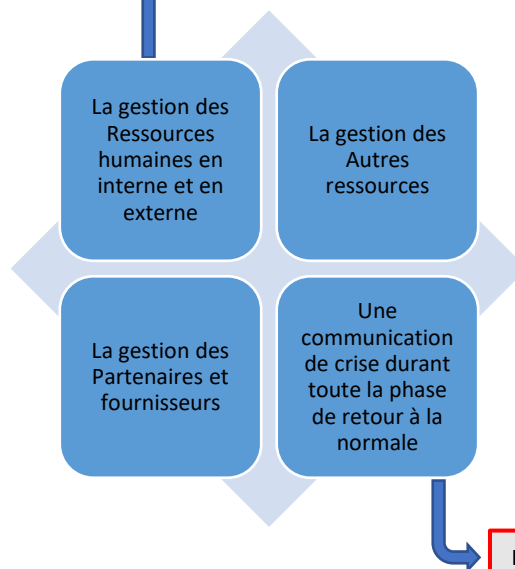 La gestion des
Ressources
humaines en
interne et en
externe
La gestion des
Autres
ressources
La gestion des
Partenaires et
fournisseurs
Une
communication
de crise durant
toute la phase
de retour à la
normale